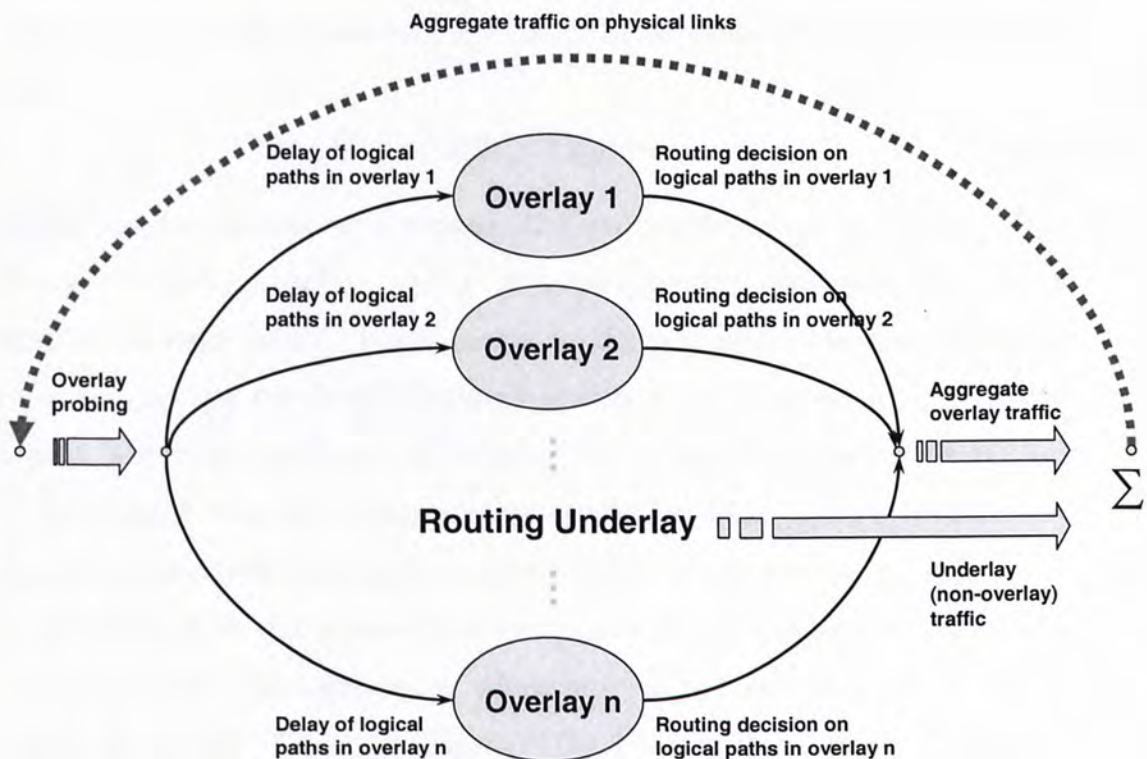 Aggregate traffic on physical links
Delay of logical
paths in overlay 1
Overlay 1
Routing decision on
logical paths in overlay 1
Delay of logical
paths in overlay 2
Overlay 2
Routing decision on
logical paths in overlay 2
Overlay
probing
Aggregate
overlay traffic
Σ
Routing Underlay
Underlay
(non-overlay)
traffic
Overlay n
Delay of logical
paths in overlay n
Routing decision on
logical paths in overlay n